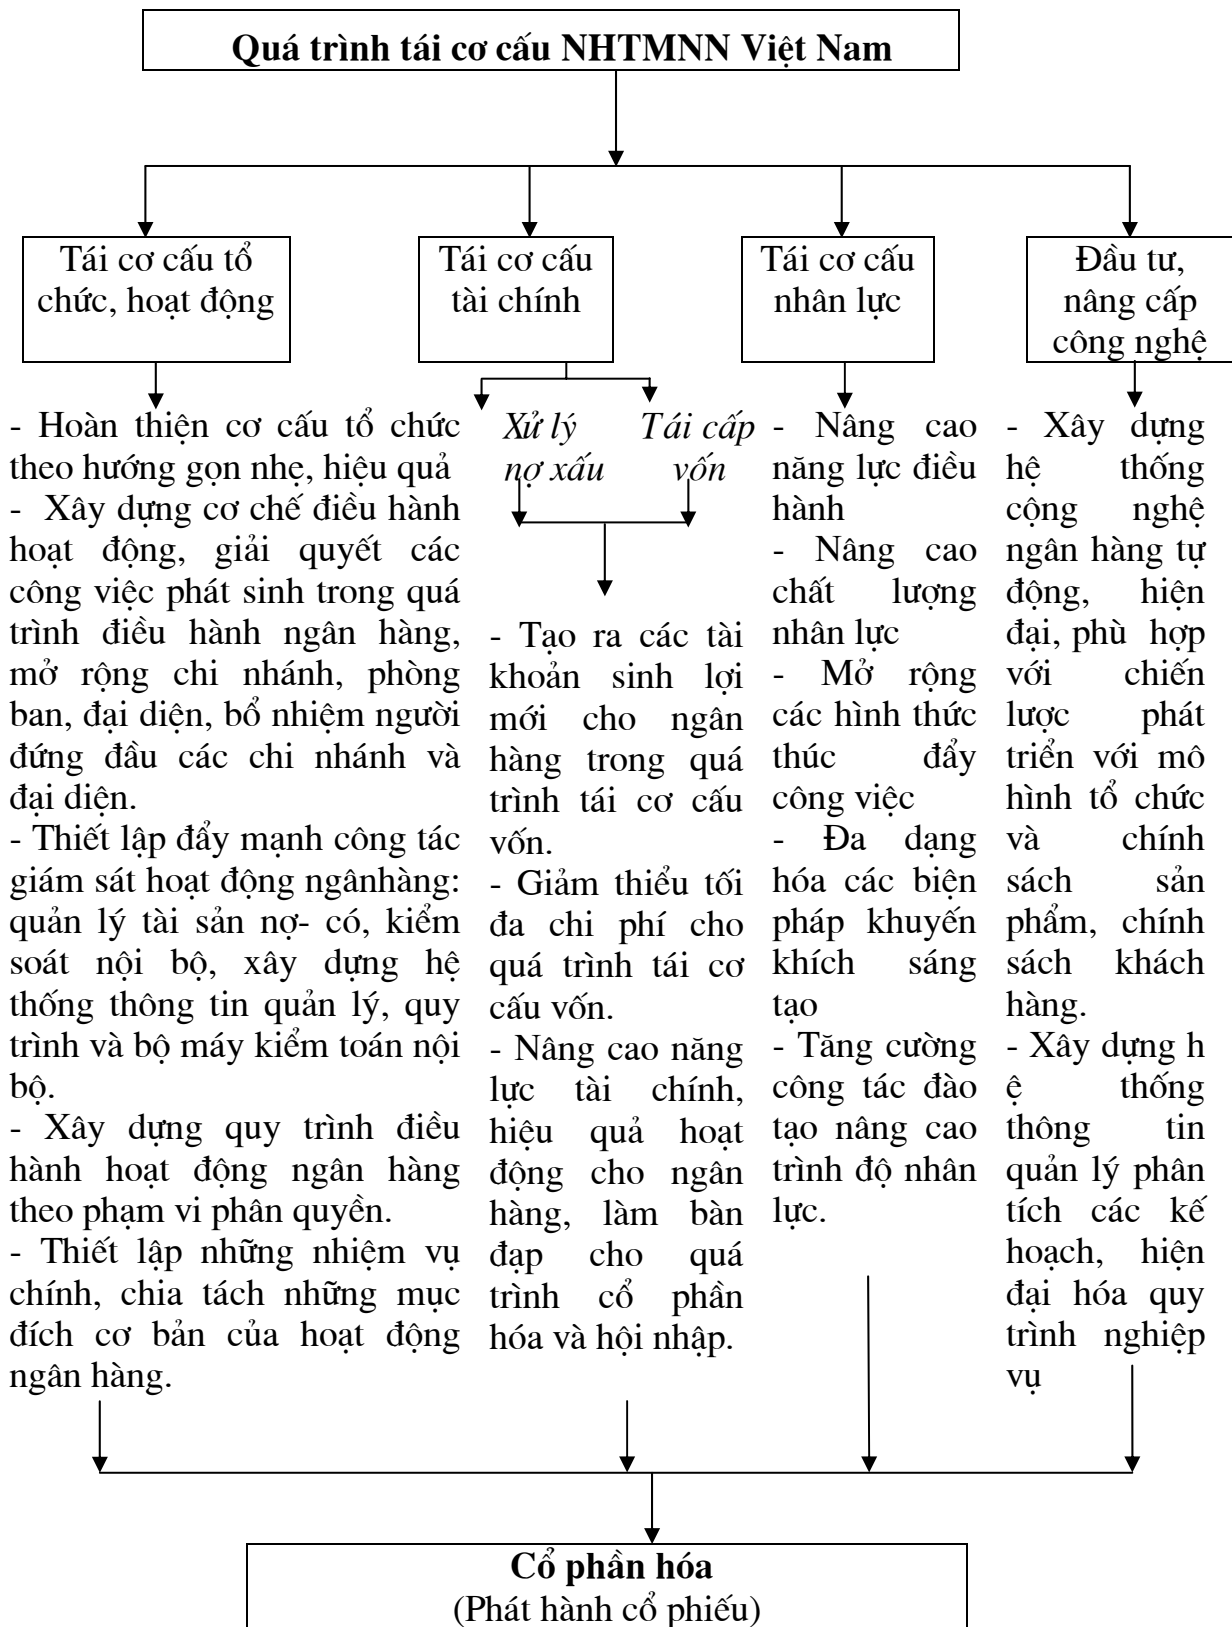 Quá trình tái cơ cấu NHTMNN Việt Nam
Tái cơ cấu tổ
chức, hoạt động
Tái cơ cấu
tài chính
Tái cơ cấu
nhân lực
Đầu tư,
nâng cấp
công nghệ
- Hoàn thiện cơ cấu tổ chức
theo hướng gọn nhẹ, hiệu quả
- Xây dựng cơ chế điều hành
hoạt động, giải quyết các
công việc phát sinh trong quá
trình điều hành ngân hàng,
mở rộng chi nhánh, phòng
ban, đại diện, bổ nhiệm người
đứng đầu các chi nhánh và
đại diện.
- Thiết lập đẩy mạnh công tác
giám sát hoạt động ngânhàng:
quản lý tài sản nợ- có, kiểm
soát nội bộ, xây dựng hệ
thống thông tin quản lý, quy
trình và bộ máy kiểm toán nội
bộ.
- Xây dựng quy trình điều
hành hoạt động ngân hàng
theo phạm vi phân quyền.
- Thiết lập những nhiệm vụ
chính, chia tách những mục
đích cơ bản của hoạt động
ngân hàng.
Xử lý
nợ xấu
Tái cấp
vốn
- Tạo ra các tài
khoản sinh lợi
mới cho ngân
hàng trong quá
trình tái cơ cấu
vốn.
- Giảm thiểu tối
đa chi phí cho
quá trình tái cơ
cấu vốn.
- Nâng cao năng
lực tài chính,
hiệu quả hoạt
động cho ngân
hàng, làm bàn
đạp cho quá
trình cổ phần
hóa và hội nhập.
- Nâng cao
năng lực điều
hành
- Nâng cao
chất lượng
nhân lực
- Mở rộng
các hình thức
thúc đẩy
công việc
- Đa dạng
hóa các biện
pháp khuyến
khích sáng
tạo
- Tăng cường
công tác đào
tạo nâng cao
trình độ nhân
lực.
- Xây dựng
hệ thống
cộng nghệ
ngân hàng tự
động, hiện
đại, phù hợp
với chiến
lược phát
triển với mô
hình tổ chức
và chính
sách sản
phẩm, chính
sách khách
hàng.
- Xây dựng h
ệ thống
thông tin
quản lý phân
tích các kế
hoạch, hiện
đại hóa quy
trình nghiệp
vụ
Cổ phần hóa
(Phát hành cổ phiếu)